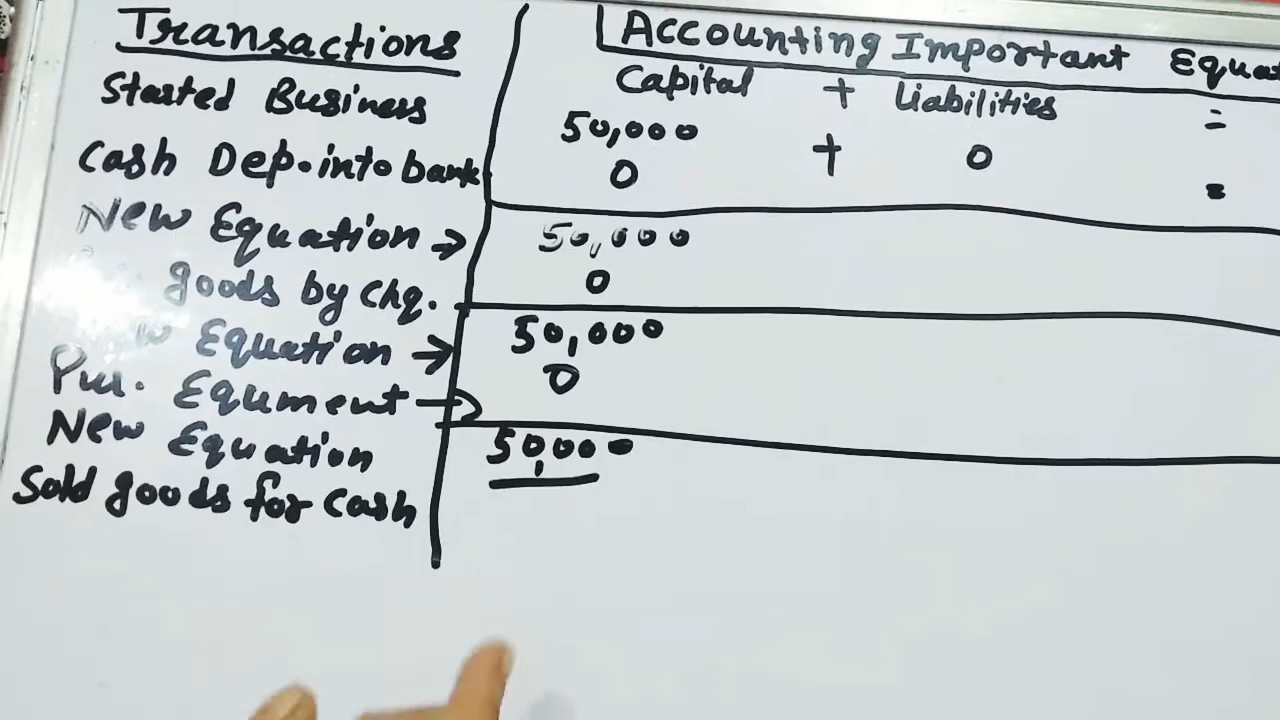 Transactions
Accounting Important
Started Business
Capital + Liabilities =
50,000
Cash Dep. into bank
+ 0
0 =
New Equation →
50,000
goods by chq.
0
Equation →
50,000
Pur. Equment
0
New Equation
50,000
Sold goods for cash